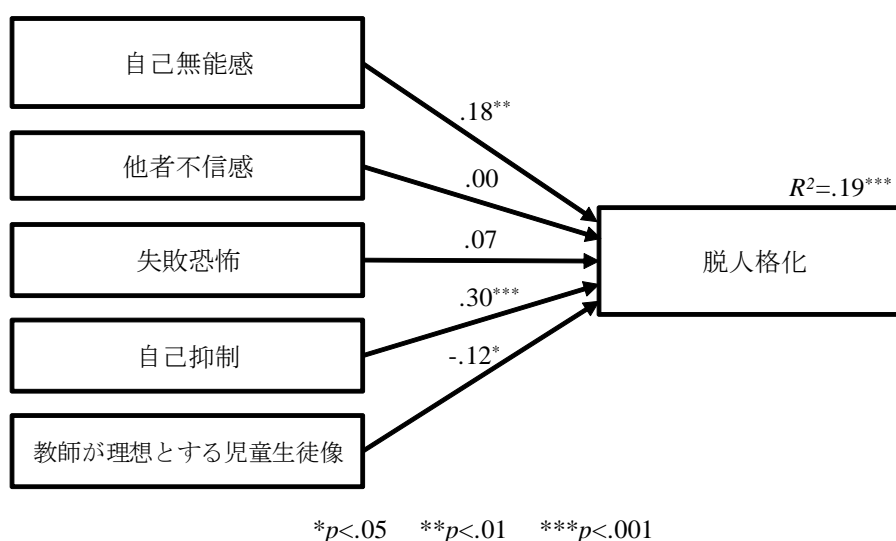 自己無能感
.18**
他者不信感
.00
R²=.19***
失敗恐怖
.07
脱人格化
.30***
自己抑制
-.12*
教師が理想とする児童生徒像
*p<.05 **p<.01 ***p<.001